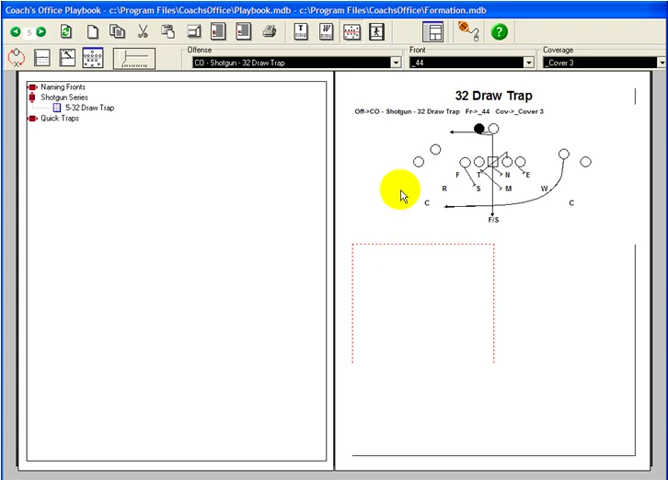 Coach's Office Playbook - c:\Program Files\CoachsOffice\Playbook.mdb - c:\Program Files\CoachsOffice\Formation.mdb
5
T
W
?
Offense
Front
Coverage
CO - Shotgun - 32 Draw Trap
_44
_Cover 3
Naming Fronts
Shotgun Series
5-32 Draw Trap
Quick Traps
32 Draw Trap
Off->CO - Shotgun - 32 Draw Trap Fr->_44 Cov->_Cover 3
F T N E
R S M W
C C
F/S